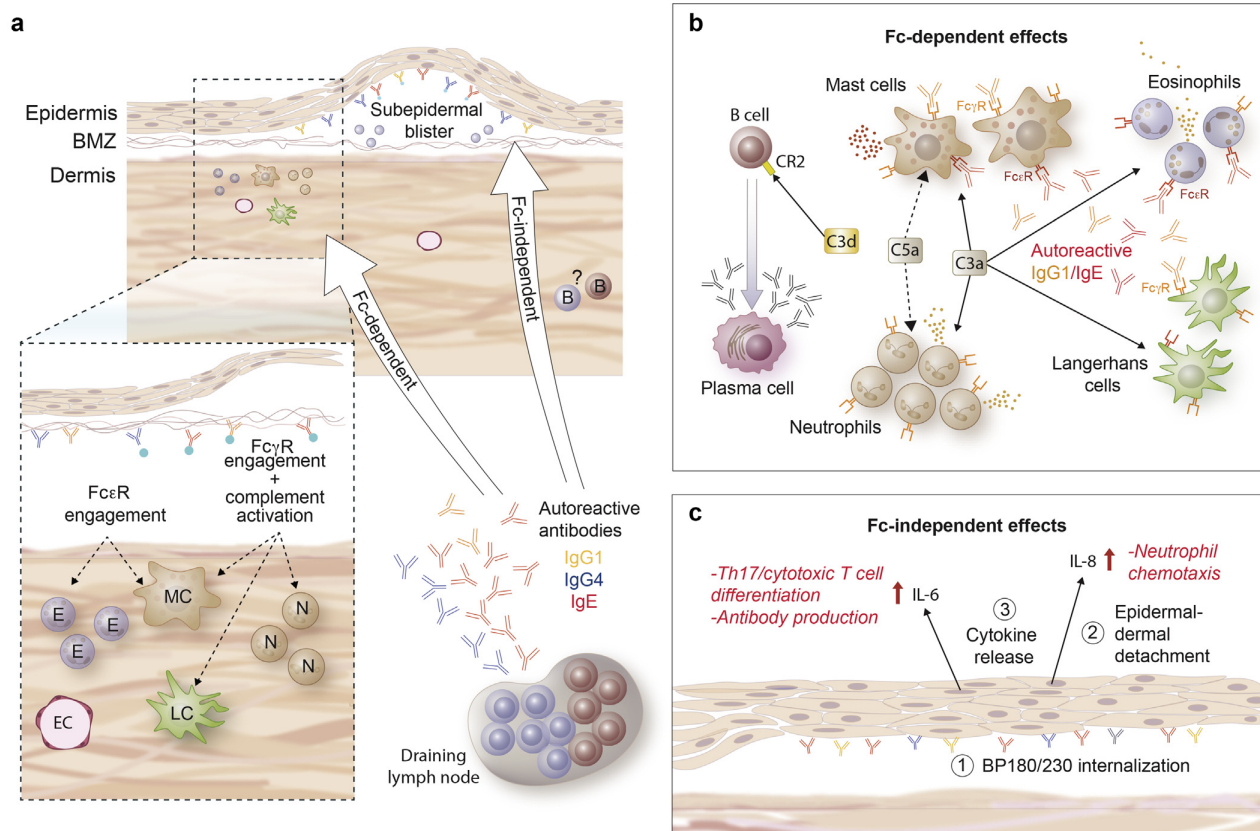 a
Epidermis
BMZ
Dermis
Subepidermal
blister
Fc-independent
Fc-dependent
?
B
B
FcγR
engagement
+
complement
activation
FcεR
engagement
E
E
E
MC
N
N
N
EC
LC
Autoreactive
antibodies
IgG1
IgG4
IgE
Draining
lymph node
b
Fc-dependent effects
Mast cells
Eosinophils
B cell
FcγR
CR2
FcεR
FcεR
C3d
C5a
C3a
Autoreactive
IgG1/IgE
FcγR
Plasma cell
Neutrophils
Langerhans
cells
c
Fc-independent effects
-Th17/cytotoxic T cell
differentiation
-Antibody production
IL-6
3
Cytokine
release
IL-8
-Neutrophil
chemotaxis
2
Epidermal-
dermal
detachment
1 BP180/230 internalization